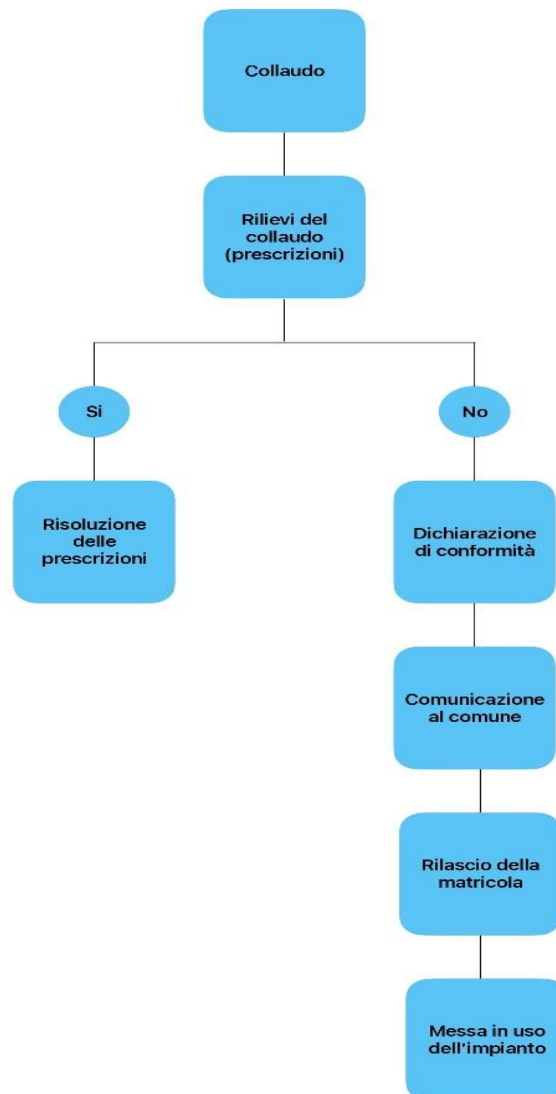 Collaudo
Rilievi del
collaudo
(prescrizioni)
Si
No
Risoluzione
delle
prescrizioni
Dichiarazione
di conformità
Comunicazione
al comune
Rilascio della
matricola
Messa in uso
dell'impianto